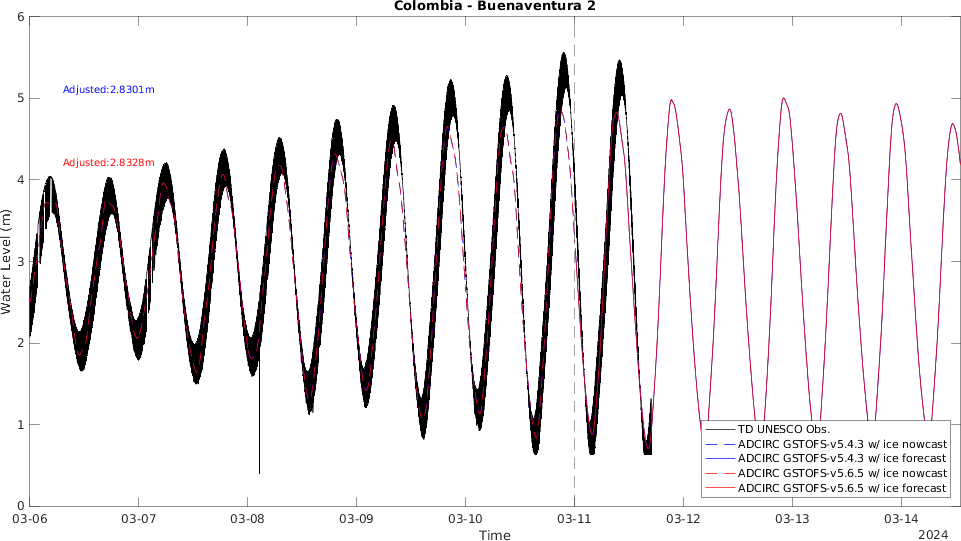 Colombia - Buenaventura 2
6
5
4
3
2
1
0
Water Level (m)
Adjusted:2.8301m
Adjusted:2.8328m
TD UNESCO Obs.
ADCIRC GSTOFS-v5.4.3 w/ ice nowcast
ADCIRC GSTOFS-v5.4.3 w/ ice forecast
ADCIRC GSTOFS-v5.6.5 w/ ice nowcast
ADCIRC GSTOFS-v5.6.5 w/ ice forecast
03-06 03-07 03-08 03-09 03-10 03-11 03-12 03-13 03-14
Time
2024